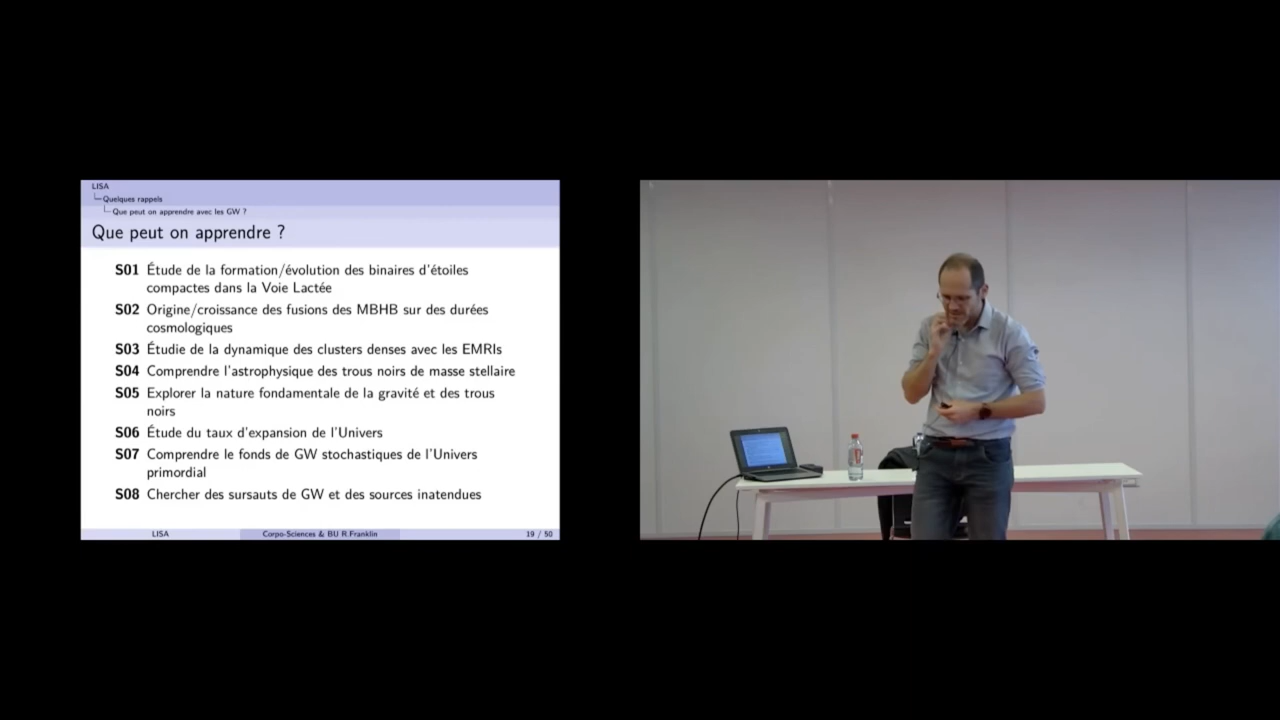 LISA
Quelques rappels
Que peut on apprendre avec les GW ?
Que peut on apprendre ?
S01 Étude de la formation/évolution des binaires d'étoiles
compactes dans la Voie Lactée
S02 Origine/croissance des fusions des MBHB sur des durées
cosmologiques
S03 Étudie de la dynamique des clusters denses avec les EMRIs
S04 Comprendre l'astrophysique des trous noirs de masse stellaire
S05 Explorer la nature fondamentale de la gravité et des trous
noirs
S06 Étude du taux d'expansion de l'Univers
S07 Comprendre le fonds de GW stochastiques de l'Univers
primordial
S08 Chercher des sursauts de GW et des sources inatendues
LISA Corpo-Sciences & BU R.Franklin 19 / 50